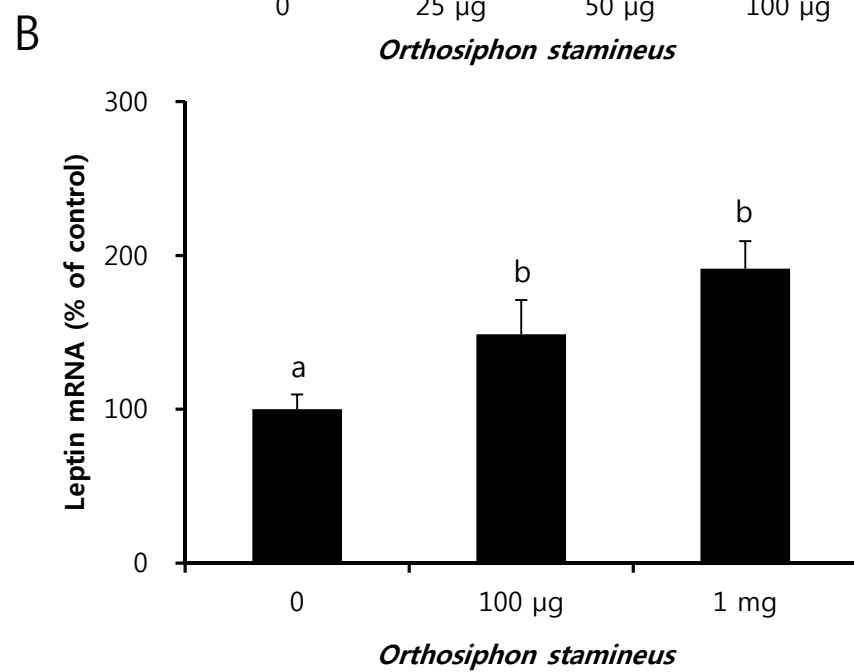 0 25 μg 50 μg 100 μg
B
Orthosiphon stamineus
300
200
100
0
Leptin mRNA (% of control)
a
b
b
0 100 μg 1 mg
Orthosiphon stamineus